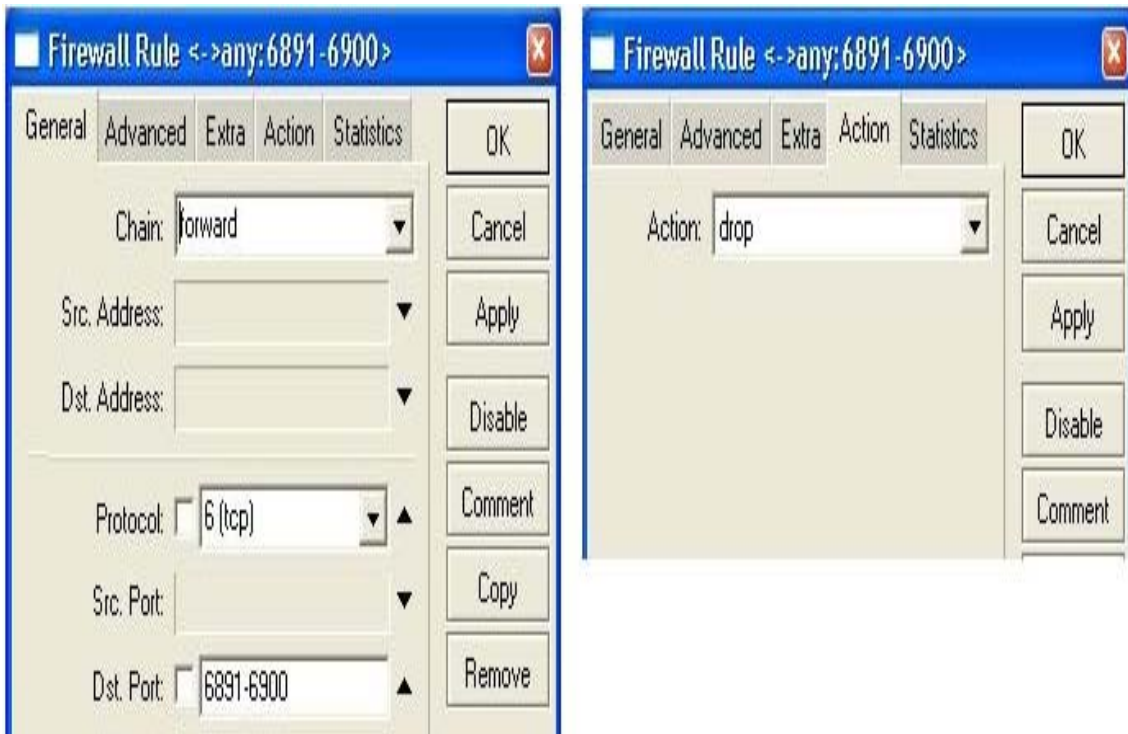 Firewall Rule <->any:6891-6900>
General Advanced Extra Action Statistics
OK
Chain: forward
Cancel
Src. Address:
Apply
Dst. Address:
Disable
Protocol: 6 (tcp)
Comment
Src. Port:
Copy
Dst. Port: 6891-6900
Remove
Firewall Rule <->any:6891-6900>
General Advanced Extra Action Statistics
OK
Action: drop
Cancel
Apply
Disable
Comment